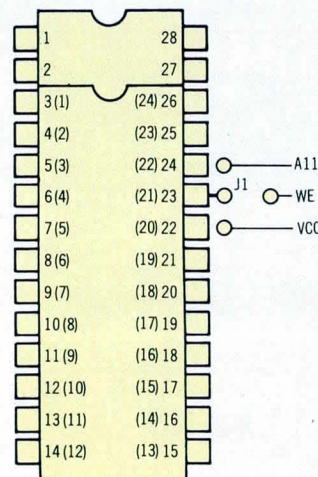 1 28
2 27
3 (1) (24) 26
4 (2) (23) 25
5 (3) (22) 24 A11
6 (4) (21) 23 J1 WE
7 (5) (20) 22 VCC
8 (6) (19) 21
9 (7) (18) 20
10 (8) (17) 19
11 (9) (16) 18
12 (10) (15) 17
13 (11) (14) 16
14 (12) (13) 15